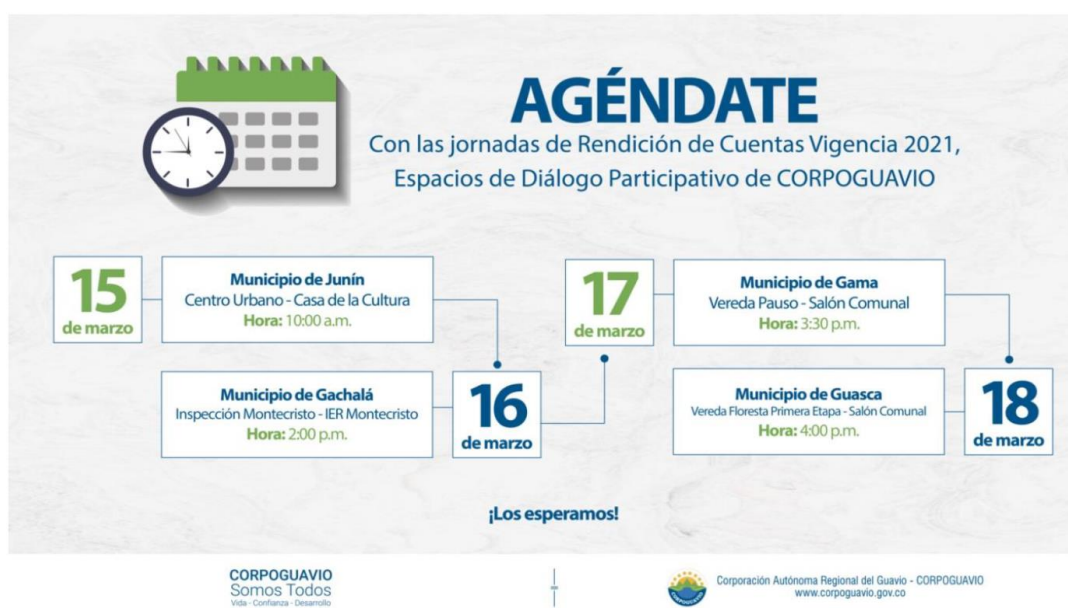 AGÉNDATE
Con las jornadas de Rendición de Cuentas Vigencia 2021,
Espacios de Diálogo Participativo de CORPOGUAVIO
15
de marzo
Municipio de Junín
Centro Urbano - Casa de la Cultura
Hora: 10:00 a.m.
Municipio de Gachalá
Inspección Montecristo - IER Montecristo
Hora: 2:00 p.m.
16
de marzo
17
de marzo
Municipio de Gama
Vereda Pauso - Salón Comunal
Hora: 3:30 p.m.
Municipio de Guasca
Vereda Floresta Primera Etapa - Salón Comunal
Hora: 4:00 p.m.
18
de marzo
¡Los esperamos!
CORPOGUAVIO
Somos Todos
Vida - Confianza - Desarrollo
CORPOGUAVIO
Corporación Autónoma Regional del Guavio - CORPOGUAVIO
www.corpoguavio.gov.co